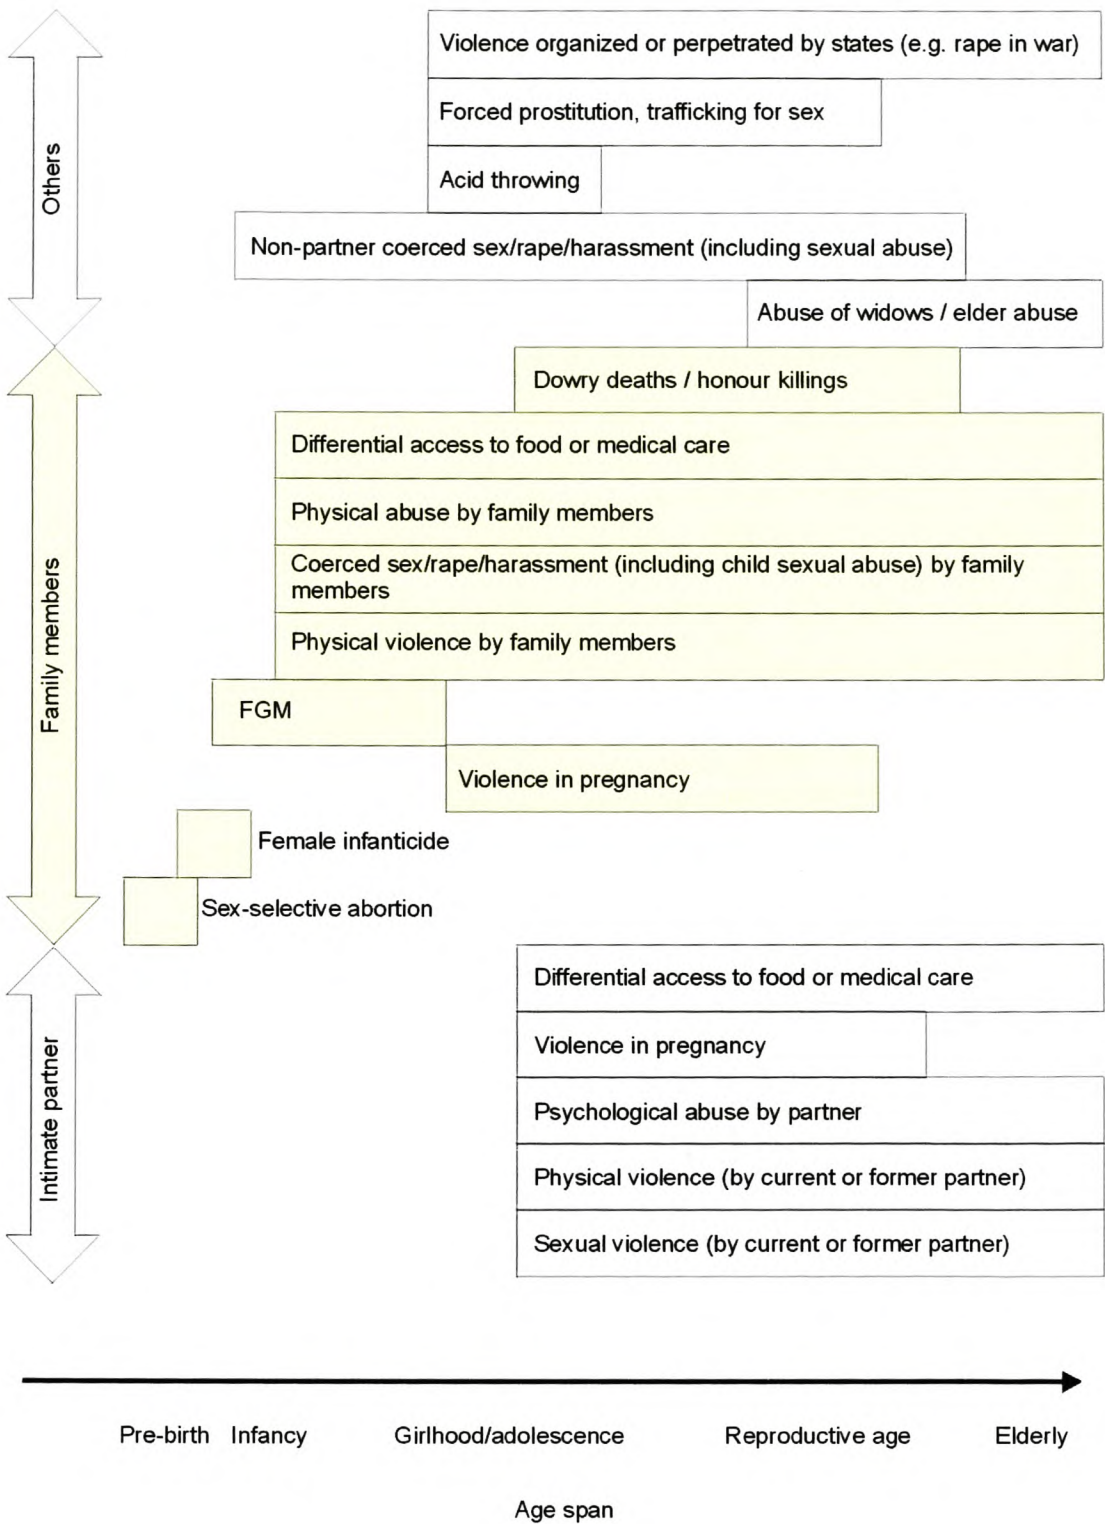 Others
Violence organized or perpetrated by states (e.g. rape in war)
Forced prostitution, trafficking for sex
Acid throwing
Non-partner coerced sex/rape/harassment (including sexual abuse)
Abuse of widows / elder abuse
Family members
Dowry deaths / honour killings
Differential access to food or medical care
Physical abuse by family members
Coerced sex/rape/harassment (including child sexual abuse) by family
members
Physical violence by family members
FGM
Violence in pregnancy
Female infanticide
Sex-selective abortion
Intimate partner
Differential access to food or medical care
Violence in pregnancy
Psychological abuse by partner
Physical violence (by current or former partner)
Sexual violence (by current or former partner)
Pre-birth Infancy Girlhood/adolescence Reproductive age Elderly
Age span